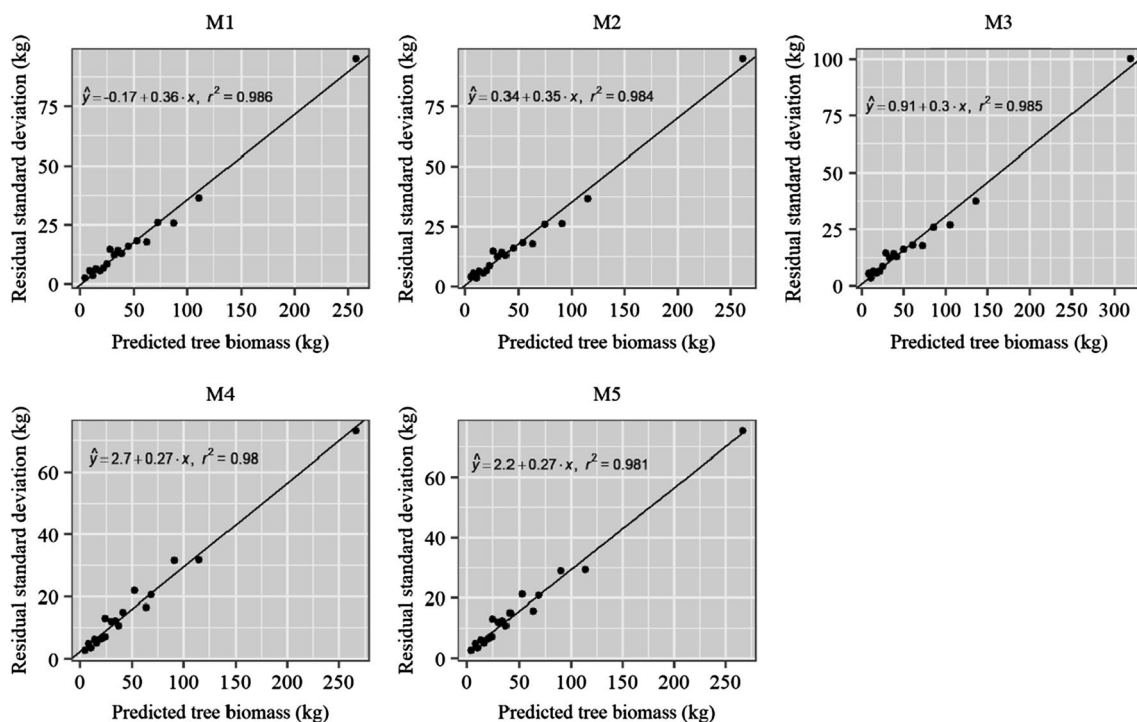 M1
Residual standard deviation (kg)
75
50
25
0
ŷ = -0.17 + 0.36 · x, r² = 0.986
0 50 100 150 200 250
Predicted tree biomass (kg)
M2
Residual standard deviation (kg)
75
50
25
0
ŷ = 0.34 + 0.35 · x, r² = 0.984
0 50 100 150 200 250
Predicted tree biomass (kg)
M3
Residual standard deviation (kg)
100
75
50
25
0
ŷ = 0.91 + 0.3 · x, r² = 0.985
0 50 100 150 200 250 300
Predicted tree biomass (kg)
M4
Residual standard deviation (kg)
60
40
20
0
ŷ = 2.7 + 0.27 · x, r² = 0.98
0 50 100 150 200 250
Predicted tree biomass (kg)
M5
Residual standard deviation (kg)
60
40
20
0
ŷ = 2.2 + 0.27 · x, r² = 0.981
0 50 100 150 200 250
Predicted tree biomass (kg)